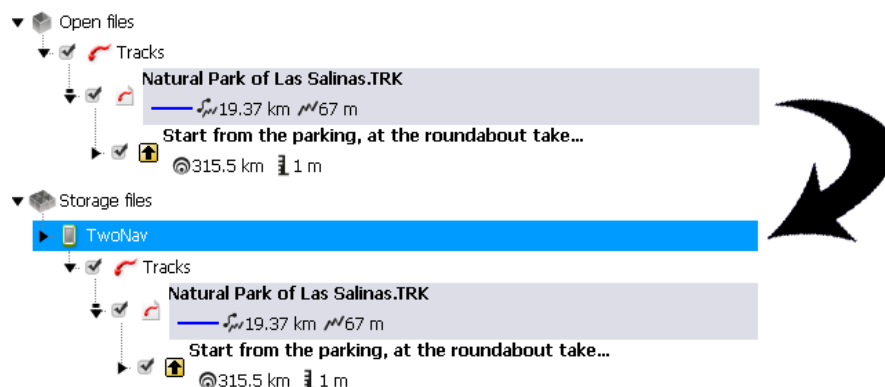 Open files
Tracks
Natural Park of Las Salinas.TRK
19.37 km 67 m
Start from the parking, at the roundabout take...
315.5 km 1 m
Storage files
TwoNav
Tracks
Natural Park of Las Salinas.TRK
19.37 km 67 m
Start from the parking, at the roundabout take...
315.5 km 1 m